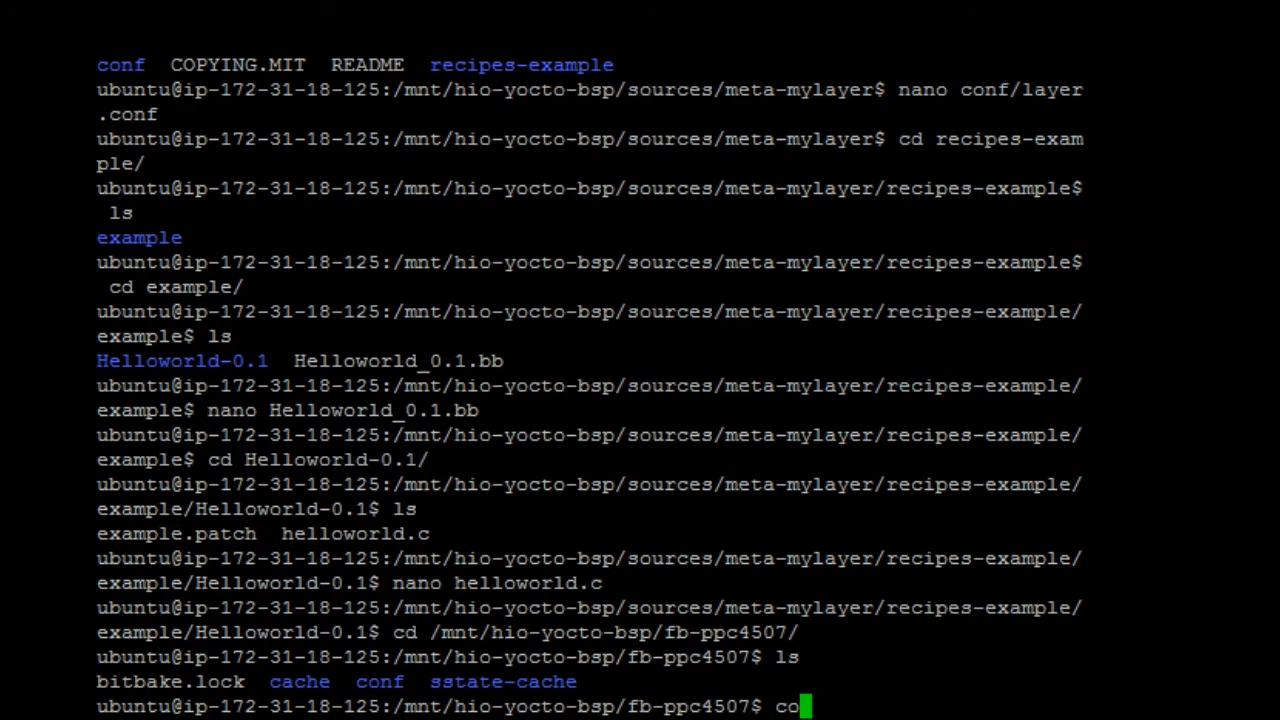 conf  COPYING.MIT  README  recipes-example
ubuntu@ip-172-31-18-125:/mnt/hio-yocto-bsp/sources/meta-mylayer$ nano conf/layer
.conf
ubuntu@ip-172-31-18-125:/mnt/hio-yocto-bsp/sources/meta-mylayer$ cd recipes-exam
ple/
ubuntu@ip-172-31-18-125:/mnt/hio-yocto-bsp/sources/meta-mylayer/recipes-example$
 ls
example
ubuntu@ip-172-31-18-125:/mnt/hio-yocto-bsp/sources/meta-mylayer/recipes-example$
 cd example/
ubuntu@ip-172-31-18-125:/mnt/hio-yocto-bsp/sources/meta-mylayer/recipes-example/
example$ ls
Helloworld-0.1  Helloworld_0.1.bb
ubuntu@ip-172-31-18-125:/mnt/hio-yocto-bsp/sources/meta-mylayer/recipes-example/
example$ nano Helloworld_0.1.bb
ubuntu@ip-172-31-18-125:/mnt/hio-yocto-bsp/sources/meta-mylayer/recipes-example/
example$ cd Helloworld-0.1/
ubuntu@ip-172-31-18-125:/mnt/hio-yocto-bsp/sources/meta-mylayer/recipes-example/
example/Helloworld-0.1$ ls
example.patch  helloworld.c
ubuntu@ip-172-31-18-125:/mnt/hio-yocto-bsp/sources/meta-mylayer/recipes-example/
example/Helloworld-0.1$ nano helloworld.c
ubuntu@ip-172-31-18-125:/mnt/hio-yocto-bsp/sources/meta-mylayer/recipes-example/
example/Helloworld-0.1$ cd /mnt/hio-yocto-bsp/fb-ppc4507/
ubuntu@ip-172-31-18-125:/mnt/hio-yocto-bsp/fb-ppc4507$ ls
bitbake.lock  cache  conf  sstate-cache
ubuntu@ip-172-31-18-125:/mnt/hio-yocto-bsp/fb-ppc4507$ co